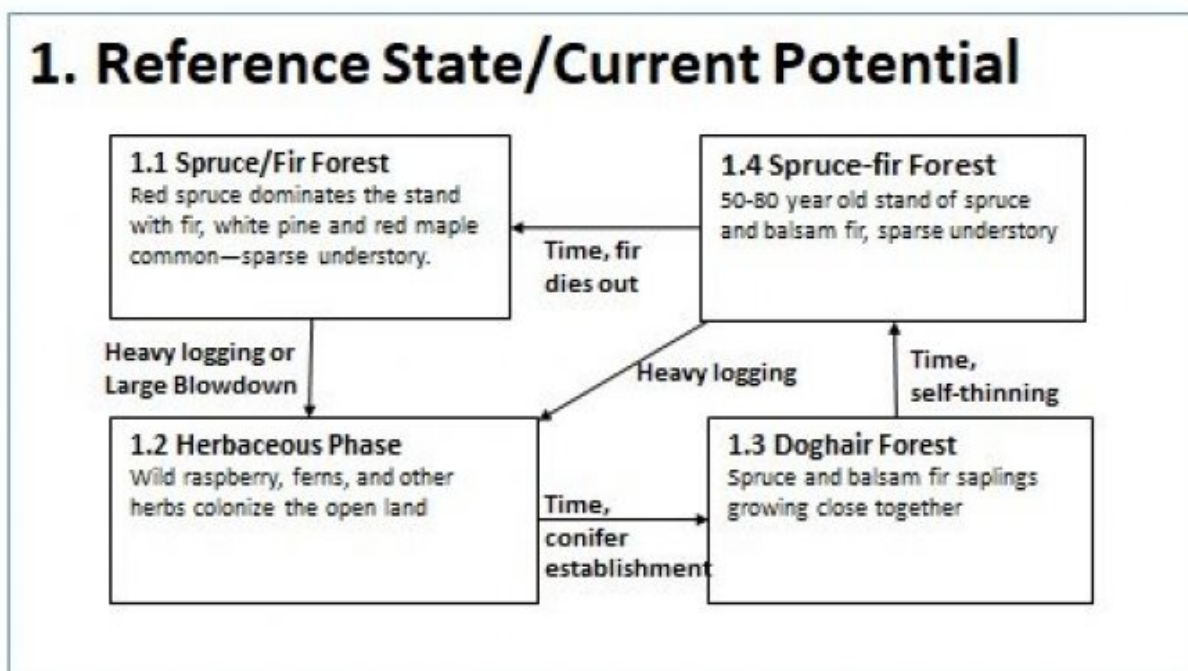 1. Reference State/Current Potential
1.1 Spruce/Fir Forest
Red spruce dominates the stand
with fir, white pine and red maple
common—sparse understory.
1.4 Spruce-fir Forest
50-80 year old stand of spruce
and balsam fir, sparse understory
Time, fir
dies out
Heavy logging or
Large Blowdown
Heavy logging
Time,
self-thinning
1.2 Herbaceous Phase
Wild raspberry, ferns, and other
herbs colonize the open land
Time,
conifer
establishment
1.3 Doghair Forest
Spruce and balsam fir saplings
growing close together